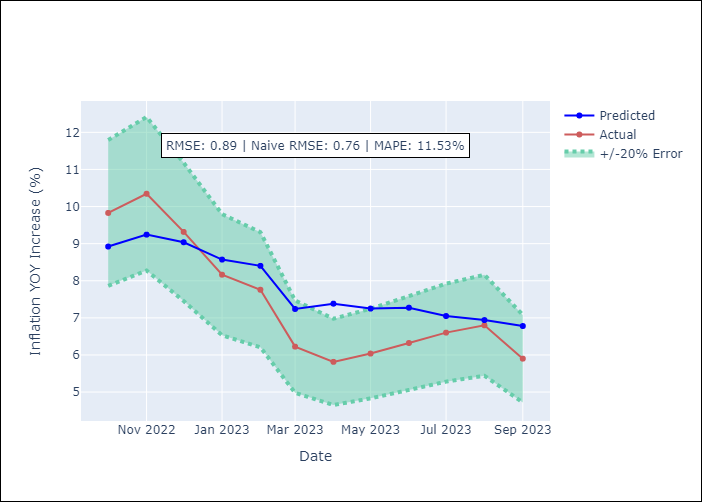 RMSE: 0.89 | Naive RMSE: 0.76 | MAPE: 11.53%
Predicted
Actual
+/-20% Error
Inflation YOY Increase (%)
12
11
10
9
8
7
6
5
Nov 2022 Jan 2023 Mar 2023 May 2023 Jul 2023 Sep 2023
Date